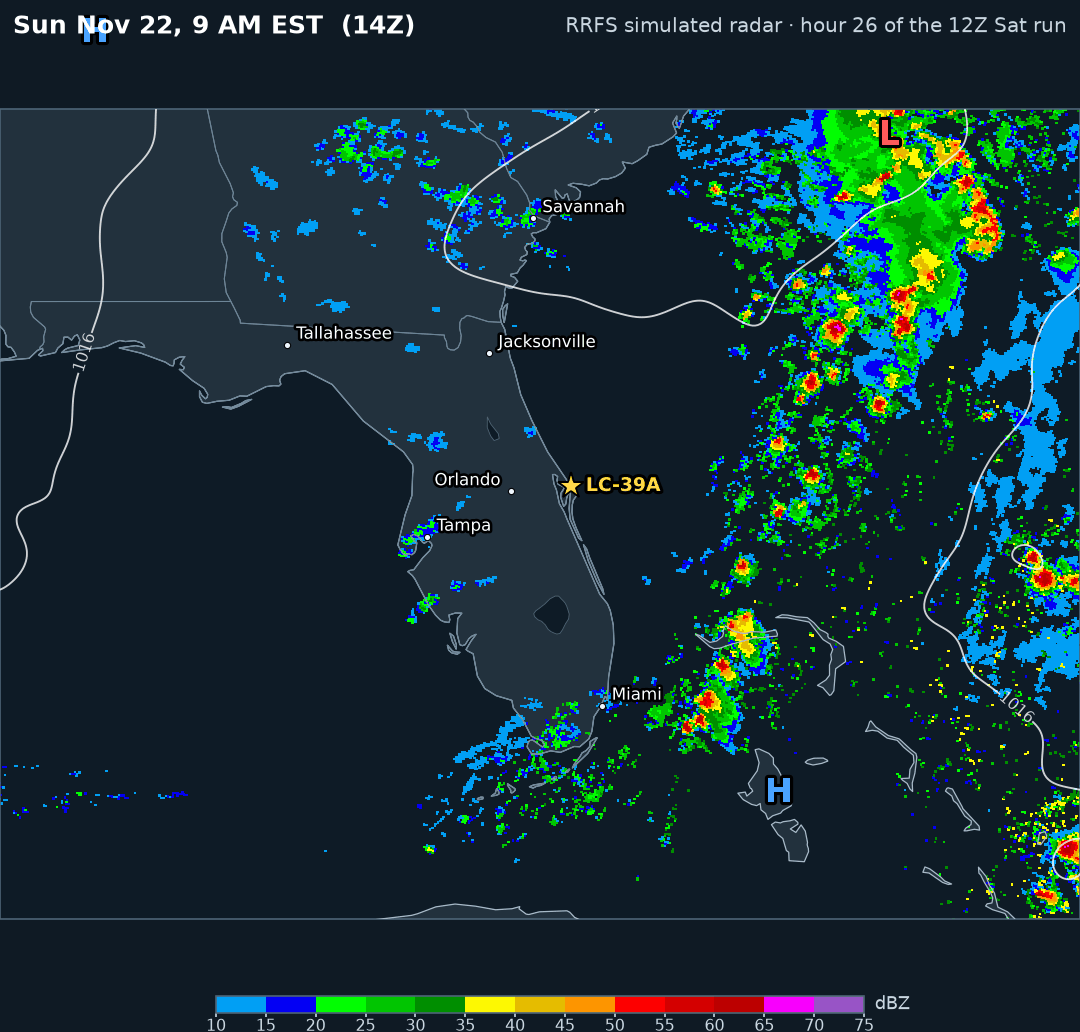 Sun Nov 22, 9 AM EST (14Z)
RRFS simulated radar · hour 26 of the 12Z Sat run
H
L
Savannah
Tallahassee
Jacksonville
1016
Orlando
LC-39A
Tampa
Miami
1016
H
dBZ
10 15 20 25 30 35 40 45 50 55 60 65 70 75